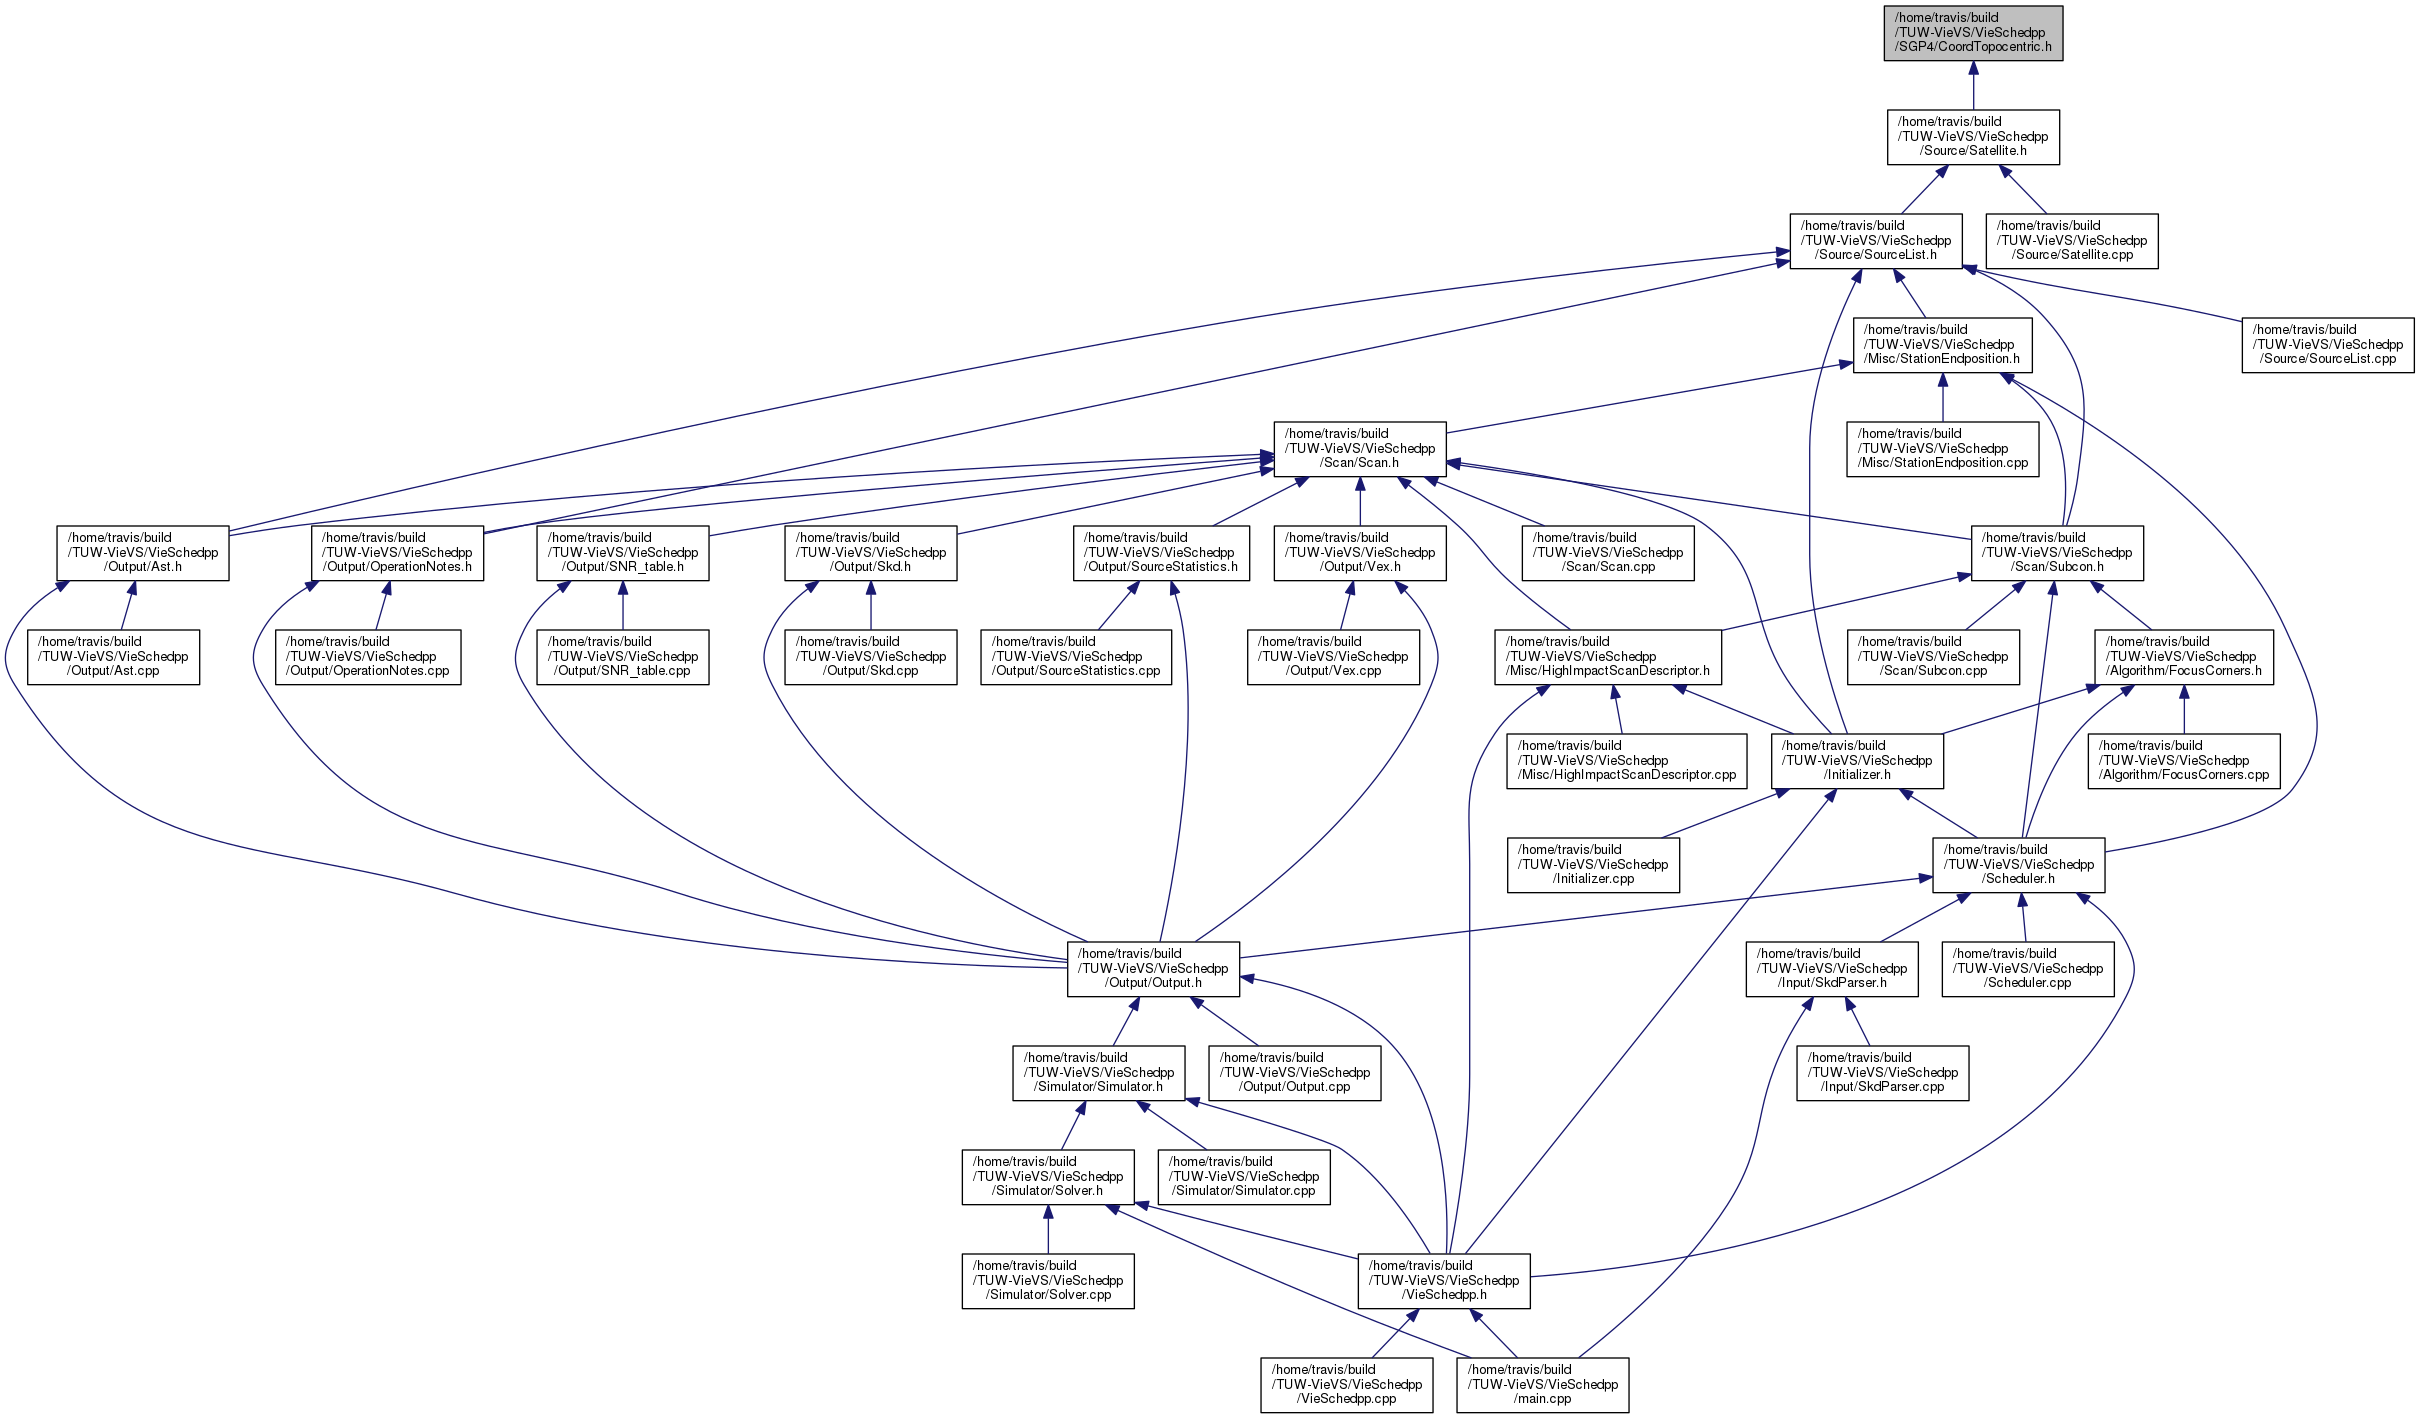 /home/travis/build
/TUW-VieVS/VieSchedpp
/SGP4/CoordTopocentric.h
/home/travis/build
/TUW-VieVS/VieSchedpp
/Source/Satellite.h
/home/travis/build
/TUW-VieVS/VieSchedpp
/Source/SourceList.h
/home/travis/build
/TUW-VieVS/VieSchedpp
/Source/Satellite.cpp
/home/travis/build
/TUW-VieVS/VieSchedpp
/Misc/StationEndposition.h
/home/travis/build
/TUW-VieVS/VieSchedpp
/Source/SourceList.cpp
/home/travis/build
/TUW-VieVS/VieSchedpp
/Scan/Scan.h
/home/travis/build
/TUW-VieVS/VieSchedpp
/Misc/StationEndposition.cpp
/home/travis/build
/TUW-VieVS/VieSchedpp
/Output/Ast.h
/home/travis/build
/TUW-VieVS/VieSchedpp
/Output/OperationNotes.h
/home/travis/build
/TUW-VieVS/VieSchedpp
/Output/SNR_table.h
/home/travis/build
/TUW-VieVS/VieSchedpp
/Output/Skd.h
/home/travis/build
/TUW-VieVS/VieSchedpp
/Output/SourceStatistics.h
/home/travis/build
/TUW-VieVS/VieSchedpp
/Output/Vex.h
/home/travis/build
/TUW-VieVS/VieSchedpp
/Scan/Scan.cpp
/home/travis/build
/TUW-VieVS/VieSchedpp
/Scan/Subcon.h
/home/travis/build
/TUW-VieVS/VieSchedpp
/Output/Ast.cpp
/home/travis/build
/TUW-VieVS/VieSchedpp
/Output/OperationNotes.cpp
/home/travis/build
/TUW-VieVS/VieSchedpp
/Output/SNR_table.cpp
/home/travis/build
/TUW-VieVS/VieSchedpp
/Output/Skd.cpp
/home/travis/build
/TUW-VieVS/VieSchedpp
/Output/SourceStatistics.cpp
/home/travis/build
/TUW-VieVS/VieSchedpp
/Output/Vex.cpp
/home/travis/build
/TUW-VieVS/VieSchedpp
/Misc/HighImpactScanDescriptor.h
/home/travis/build
/TUW-VieVS/VieSchedpp
/Scan/Subcon.cpp
/home/travis/build
/TUW-VieVS/VieSchedpp
/Algorithm/FocusCorners.h
/home/travis/build
/TUW-VieVS/VieSchedpp
/Misc/HighImpactScanDescriptor.cpp
/home/travis/build
/TUW-VieVS/VieSchedpp
/Initializer.h
/home/travis/build
/TUW-VieVS/VieSchedpp
/Algorithm/FocusCorners.cpp
/home/travis/build
/TUW-VieVS/VieSchedpp
/Initializer.cpp
/home/travis/build
/TUW-VieVS/VieSchedpp
/Scheduler.h
/home/travis/build
/TUW-VieVS/VieSchedpp
/Output/Output.h
/home/travis/build
/TUW-VieVS/VieSchedpp
/Input/SkdParser.h
/home/travis/build
/TUW-VieVS/VieSchedpp
/Scheduler.cpp
/home/travis/build
/TUW-VieVS/VieSchedpp
/Simulator/Simulator.h
/home/travis/build
/TUW-VieVS/VieSchedpp
/Output/Output.cpp
/home/travis/build
/TUW-VieVS/VieSchedpp
/Input/SkdParser.cpp
/home/travis/build
/TUW-VieVS/VieSchedpp
/Simulator/Solver.h
/home/travis/build
/TUW-VieVS/VieSchedpp
/Simulator/Simulator.cpp
/home/travis/build
/TUW-VieVS/VieSchedpp
/Simulator/Solver.cpp
/home/travis/build
/TUW-VieVS/VieSchedpp
/VieSchedpp.h
/home/travis/build
/TUW-VieVS/VieSchedpp
/VieSchedpp.cpp
/home/travis/build
/TUW-VieVS/VieSchedpp
/main.cpp